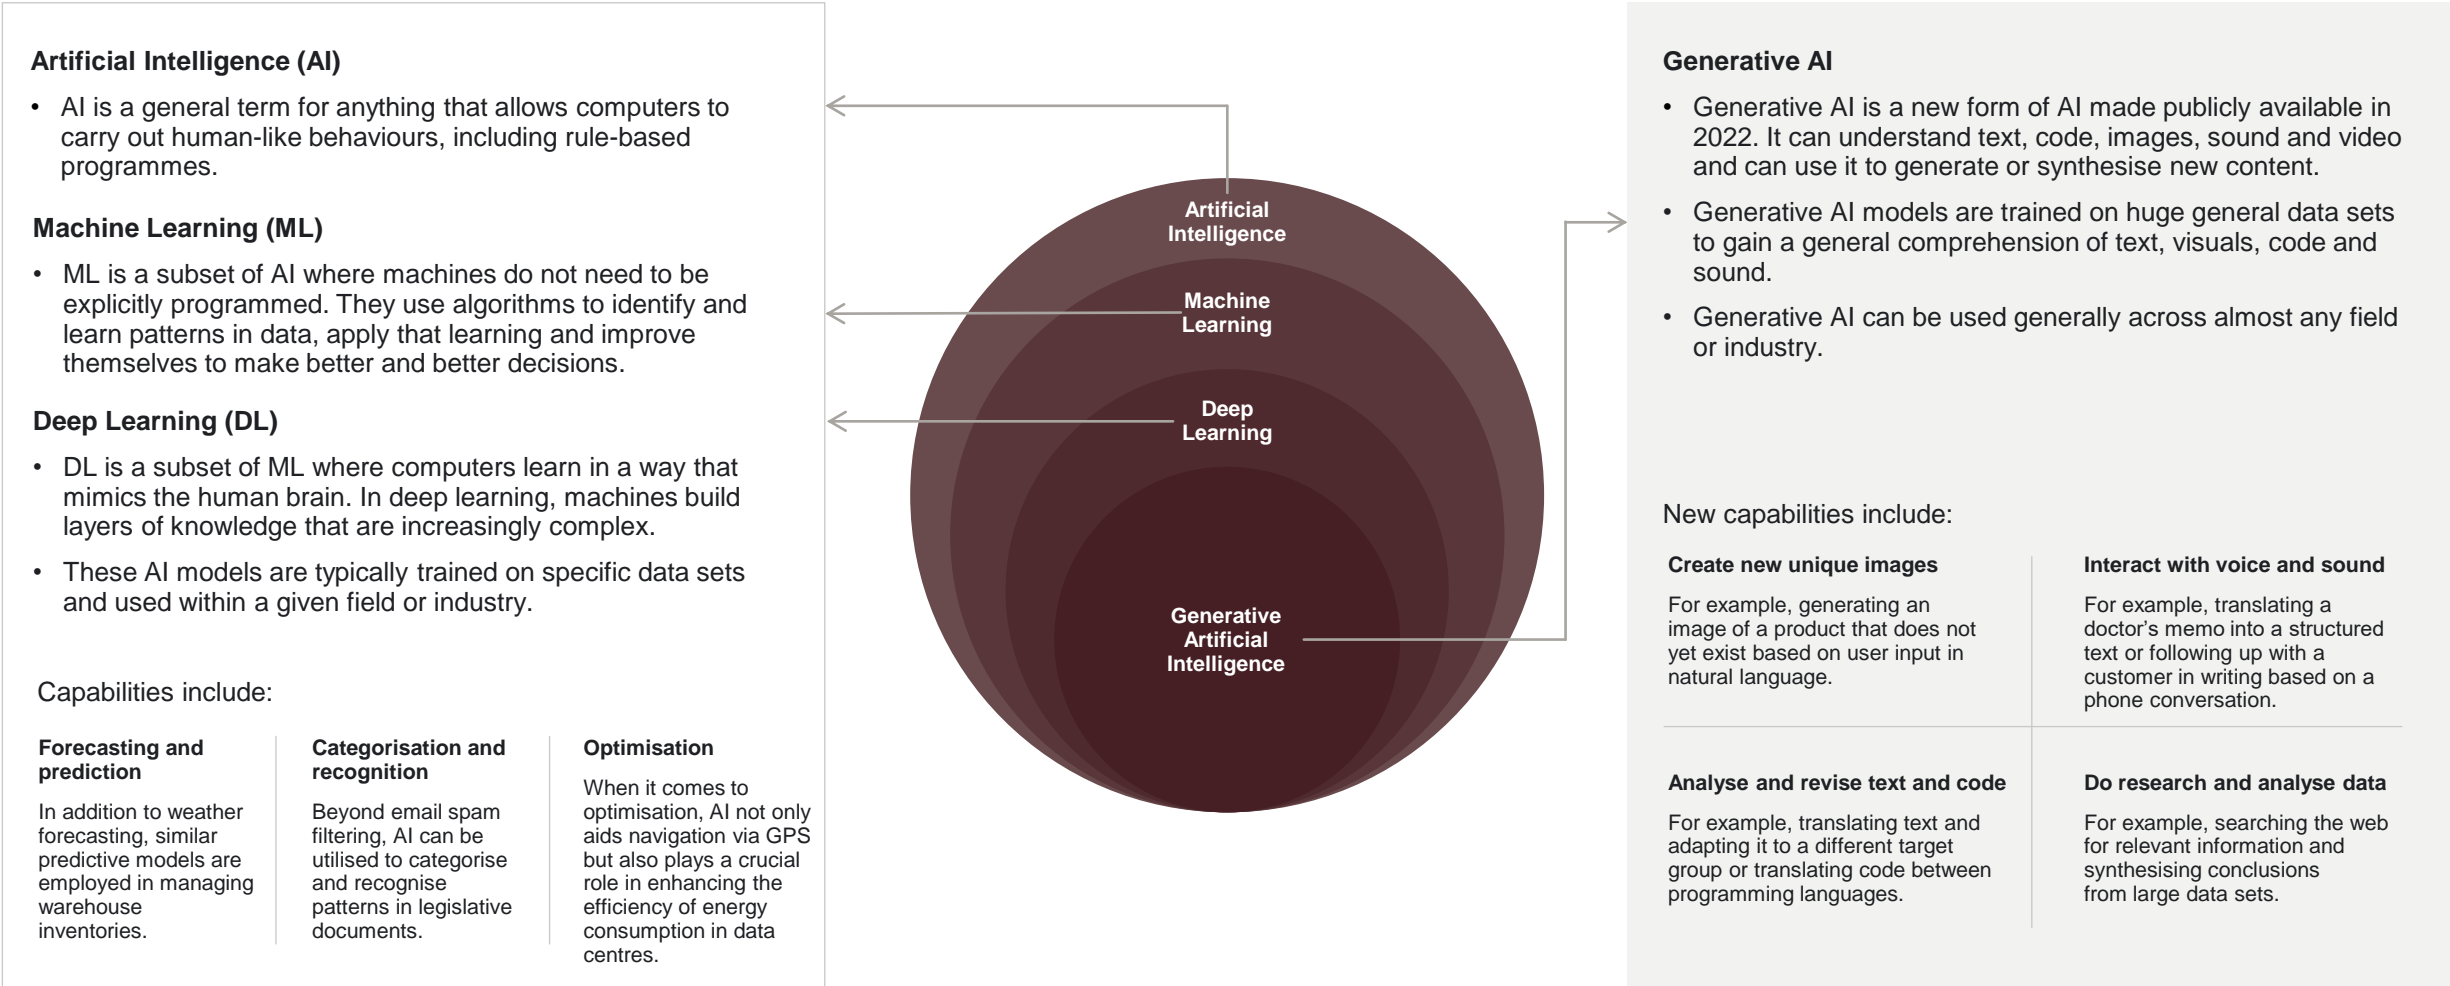 Artificial Intelligence (AI)
• AI is a general term for anything that allows computers to
carry out human-like behaviours, including rule-based
programmes.
Machine Learning (ML)
• ML is a subset of AI where machines do not need to be
explicitly programmed. They use algorithms to identify and
learn patterns in data, apply that learning and improve
themselves to make better and better decisions.
Deep Learning (DL)
• DL is a subset of ML where computers learn in a way that
mimics the human brain. In deep learning, machines build
layers of knowledge that are increasingly complex.
• These AI models are typically trained on specific data sets
and used within a given field or industry.
Capabilities include:
Forecasting and
prediction
In addition to weather
forecasting, similar
predictive models are
employed in managing
warehouse
inventories.
Categorisation and
recognition
Beyond email spam
filtering, AI can be
utilised to categorise
and recognise
patterns in legislative
documents.
Optimisation
When it comes to
optimisation, AI not only
aids navigation via GPS
but also plays a crucial
role in enhancing the
efficiency of energy
consumption in data
centres.
Artificial
Intelligence
Machine
Learning
Deep
Learning
Generative
Artificial
Intelligence
Generative AI
• Generative AI is a new form of AI made publicly available in
2022. It can understand text, code, images, sound and video
and can use it to generate or synthesise new content.
• Generative AI models are trained on huge general data sets
to gain a general comprehension of text, visuals, code and
sound.
• Generative AI can be used generally across almost any field
or industry.
New capabilities include:
Create new unique images
For example, generating an
image of a product that does not
yet exist based on user input in
natural language.
Interact with voice and sound
For example, translating a
doctor’s memo into a structured
text or following up with a
customer in writing based on a
phone conversation.
Analyse and revise text and code
For example, translating text and
adapting it to a different target
group or translating code between
programming languages.
Do research and analyse data
For example, searching the web
for relevant information and
synthesising conclusions
from large data sets.